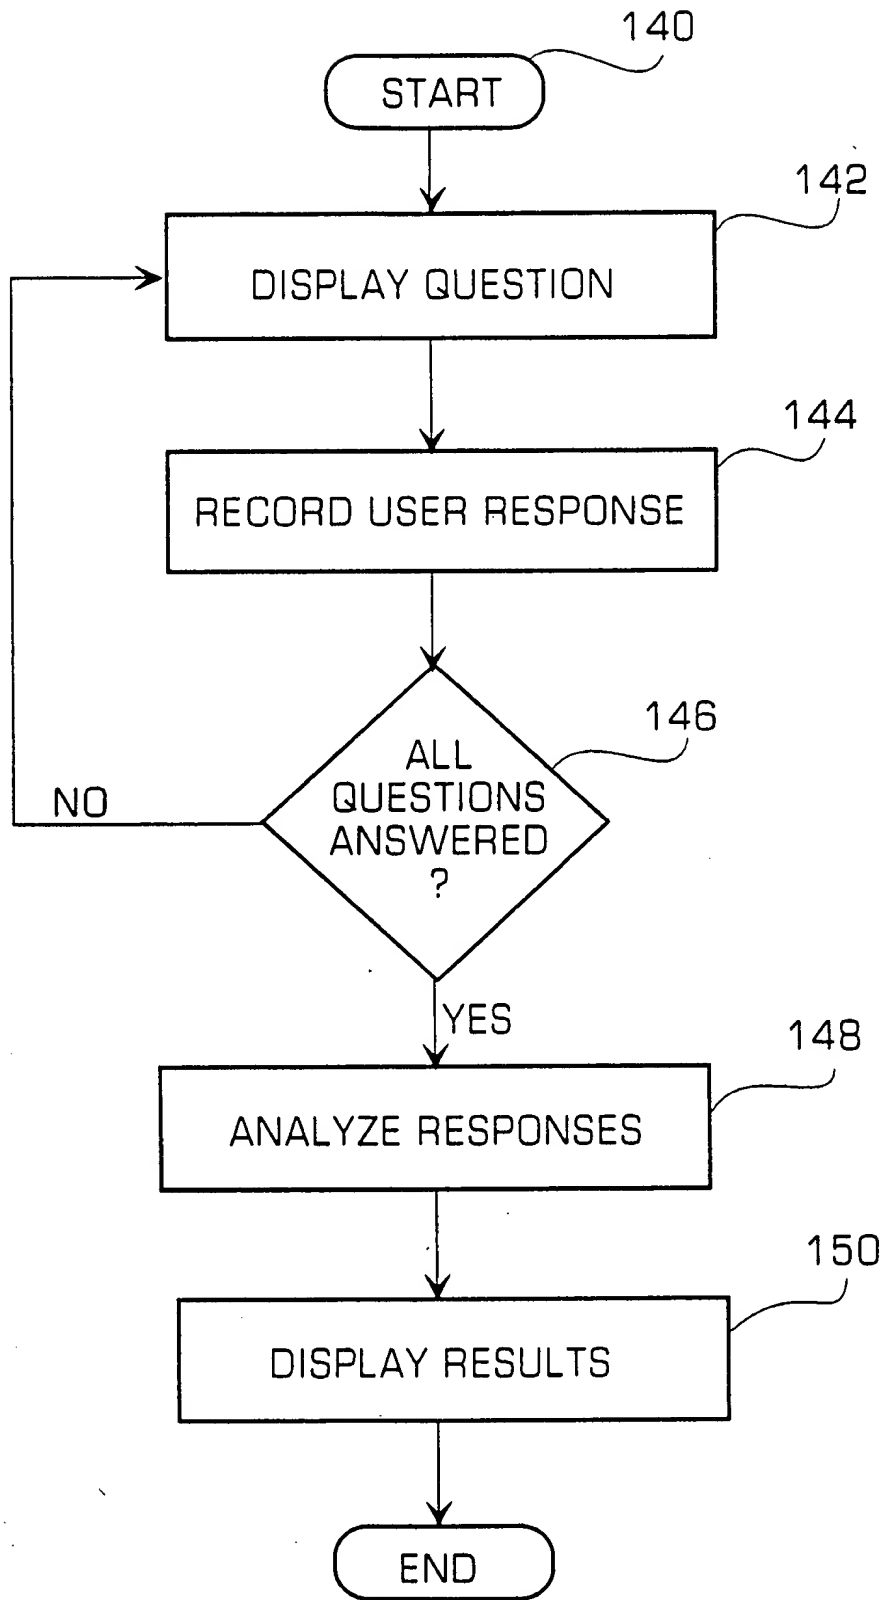 140
START
142
DISPLAY QUESTION
144
RECORD USER RESPONSE
146
ALL
QUESTIONS
ANSWERED
?
NO
YES
148
ANALYZE RESPONSES
150
DISPLAY RESULTS
END